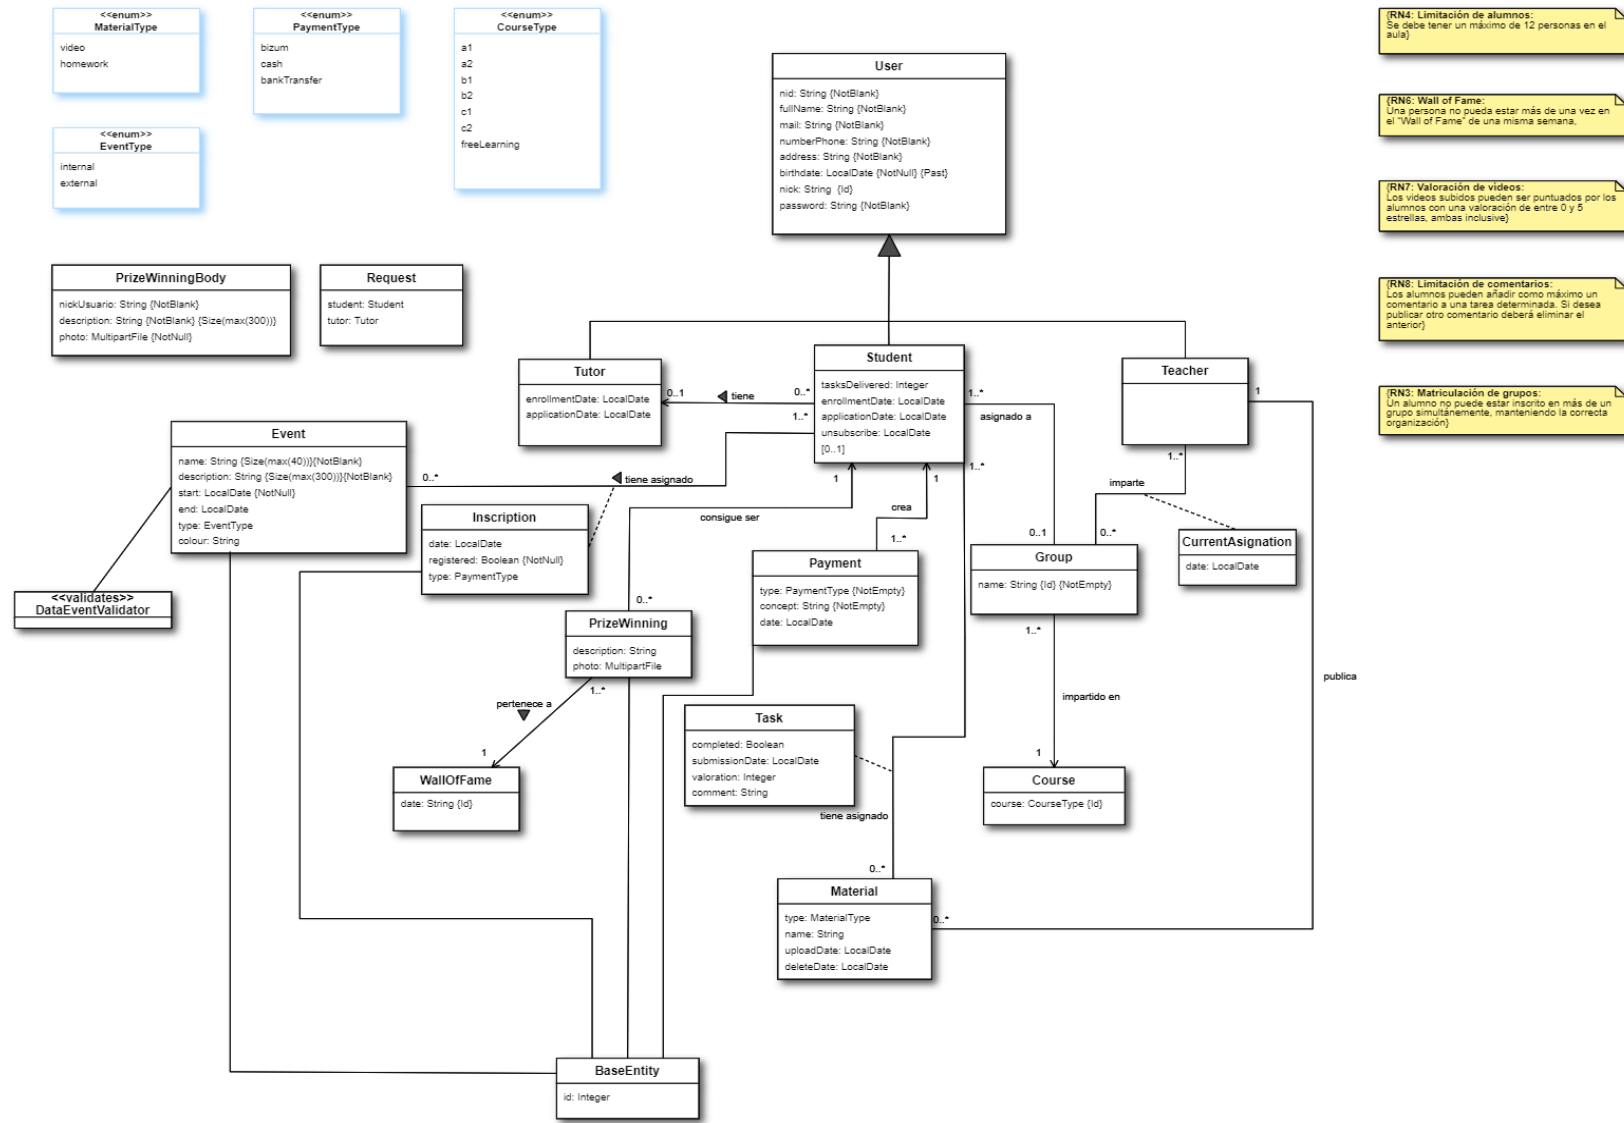 <<enum>>
MaterialType
video
homework
<<enum>>
PaymentType
bizum
cash
bankTransfer
<<enum>>
CourseType
a1
a2
b1
b2
c1
c2
freeLearning
<<enum>>
EventType
internal
external
User
nid: String {NotBlank}
fullName: String {NotBlank}
mail: String {NotBlank}
numberPhone: String {NotBlank}
address: String {NotBlank}
birthdate: LocalDate {NotNull} {Past}
nick: String {Id}
password: String {NotBlank}
{RN4: Limitación de alumnos:
Se debe tener un máximo de 12 personas en el
aula}
{RN6: Wall of Fame:
Una persona no pueda estar más de una vez en
el "Wall of Fame" de una misma semana,
{RN7: Valoración de vídeos:
Los videos subidos pueden ser puntuados por los
alumnos con una valoración de entre 0 y 5
estrellas, ambas inclusive}
{RN8: Limitación de comentarios:
Los alumnos pueden añadir como máximo un
comentario a una tarea determinada. Si desea
publicar otro comentario deberá eliminar el
anterior}
{RN3: Matriculación de grupos:
Un alumno no puede estar inscrito en más de un
grupo simultánemente, manteniendo la correcta
organización}
PrizeWinningBody
nickUsuario: String {NotBlank}
description: String {NotBlank} {Size(max(300))}
photo: MultipartFile {NotNull}
Request
student: Student
tutor: Tutor
Tutor
enrollmentDate: LocalDate
applicationDate: LocalDate
0..1
tiene
0..*
Student
tasksDelivered: Integer
enrollmentDate: LocalDate
applicationDate: LocalDate
unsubscribe: LocalDate
[0..1]
1..*
1..*
asignado a
1..*
Teacher
1
1..*
imparte
Event
name: String {Size(max(40))}{NotBlank}
description: String {Size(max(300))}{NotBlank}
start: LocalDate {NotNull}
end: LocalDate
type: EventType
colour: String
0..*
tiene asignado
Inscription
date: LocalDate
registered: Boolean {NotNull}
type: PaymentType
1
1
consigue ser
crea
1..*
0..1
0..*
Payment
type: PaymentType {NotEmpty}
concept: String {NotEmpty}
date: LocalDate
Group
name: String {Id} {NotEmpty}
1..*
CurrentAsignation
date: LocalDate
<<validates>>
DataEventValidator
0..*
PrizeWinning
description: String
photo: MultipartFile
1..*
pertenece a
1
publica
impartido en
1
Task
completed: Boolean
submissionDate: LocalDate
valoration: Integer
comment: String
tiene asignado
WallOfFame
date: String {Id}
Course
course: CourseType {Id}
0..*
Material
type: MaterialType
name: String
uploadDate: LocalDate
deleteDate: LocalDate
0..*
BaseEntity
id: Integer